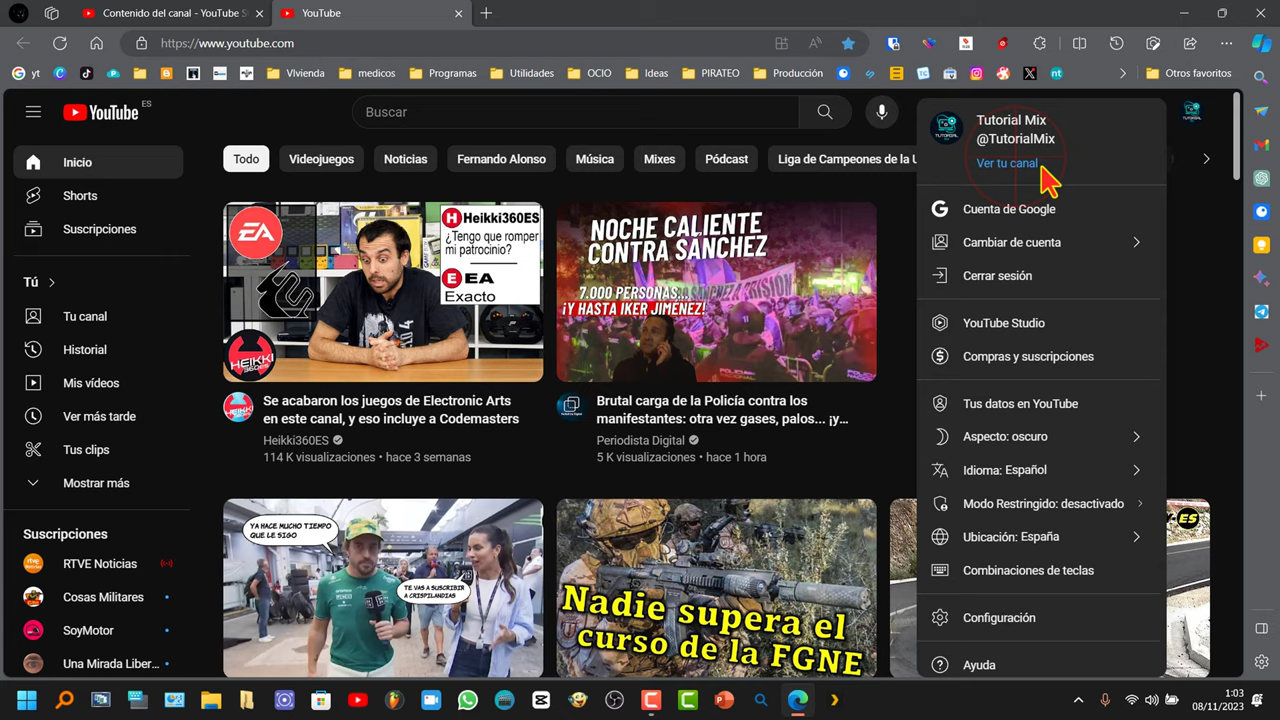 Contenido del canal - YouTube S
YouTube
https://www.youtube.com
yt
VIvienda
medicos
Programas
Utilidades
OCIO
Ideas
PIRATEO
Producción
Otros favoritos
YouTube
ES
Buscar
Inicio
Shorts
Suscripciones
Tú
Tu canal
Historial
Mis vídeos
Ver más tarde
Tus clips
Mostrar más
Suscripciones
RTVE Noticias
Cosas Militares
SoyMotor
Una Mirada Liber...
Todo
Videojuegos
Noticias
Fernando Alonso
Música
Mixes
Pódcast
Liga de Campeones de la U
EA
Heikki360ES
¿Tengo que romper
mi patrocinio?
EA
Exacto
HEIKKI
360ES
Se acabaron los juegos de Electronic Arts
en este canal, y eso incluye a Codemasters
Heikki360ES
114 K visualizaciones • hace 3 semanas
NOCHE CALIENTE
CONTRA SÁNCHEZ
7.000 PERSONAS...
¡Y HASTA IKER JIMÉNEZ!
Brutal carga de la Policía contra los
manifestantes: otra vez gases, palos... ¡y...
Periodista Digital
5 K visualizaciones • hace 1 hora
YA HACE MUCHO TIEMPO
QUE LE SIGO
TE VAS A SUSCRIBIR
A CRISPILANDIAS
Nadie supera el
curso de la FGNE
ES
Tutorial Mix
@TutorialMix
Ver tu canal
Cuenta de Google
Cambiar de cuenta
Cerrar sesión
YouTube Studio
Compras y suscripciones
Tus datos en YouTube
Aspecto: oscuro
Idioma: Español
Modo Restringido: desactivado
Ubicación: España
Combinaciones de teclas
Configuración
Ayuda
1:03
08/11/2023